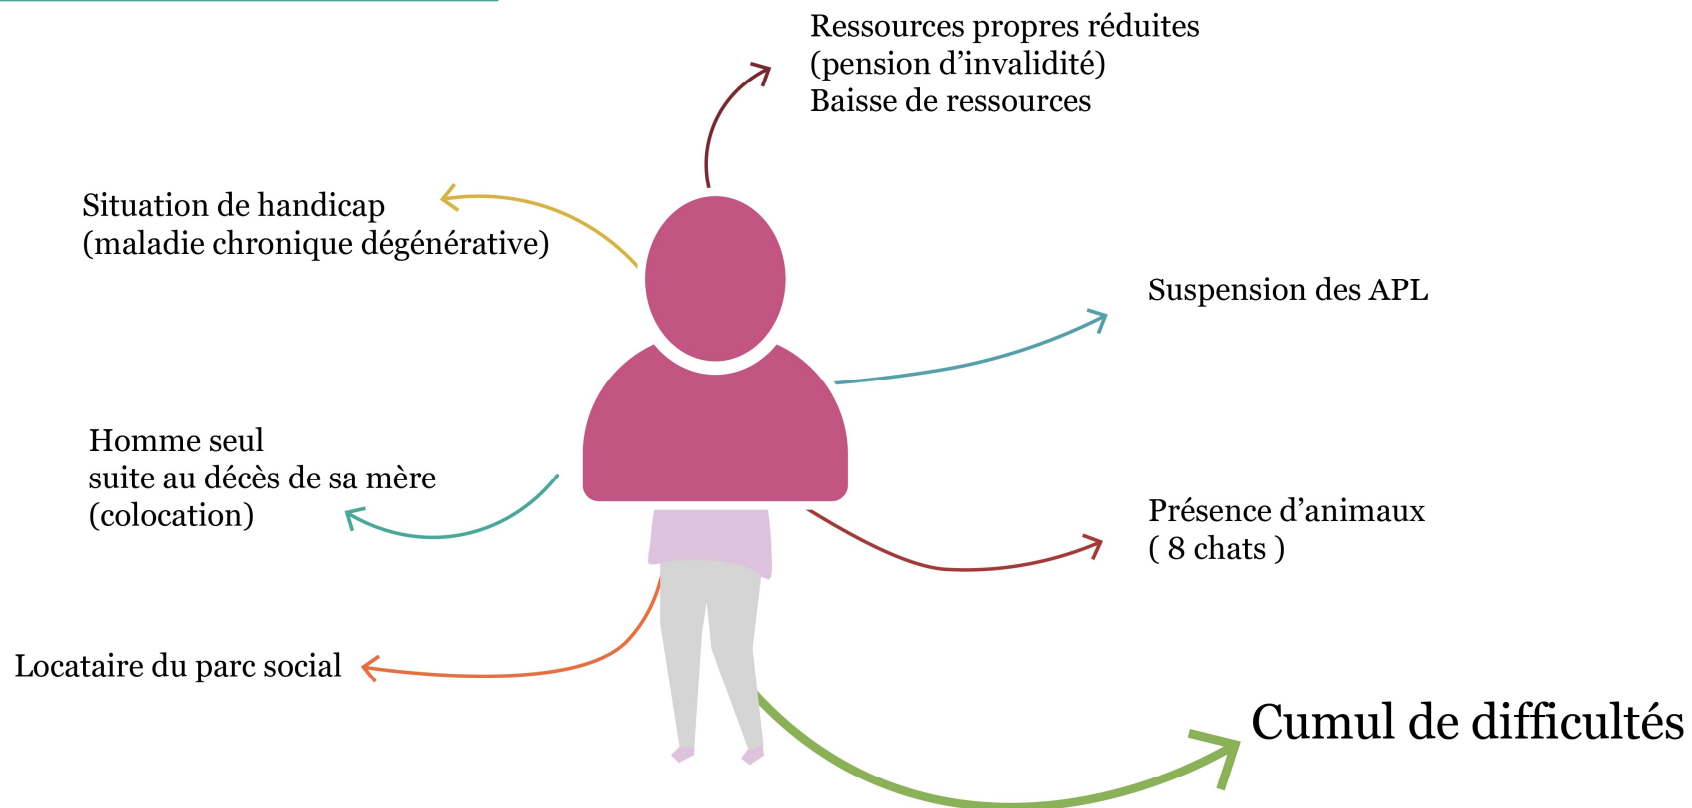 Ressources propres réduites
(pension d’invalidité)
Baisse de ressources
Situation de handicap
(maladie chronique dégénérative)
Suspension des APL
Homme seul
suite au décès de sa mère
(colocation)
Présence d’animaux
( 8 chats )
Locataire du parc social
Cumul de difficultés